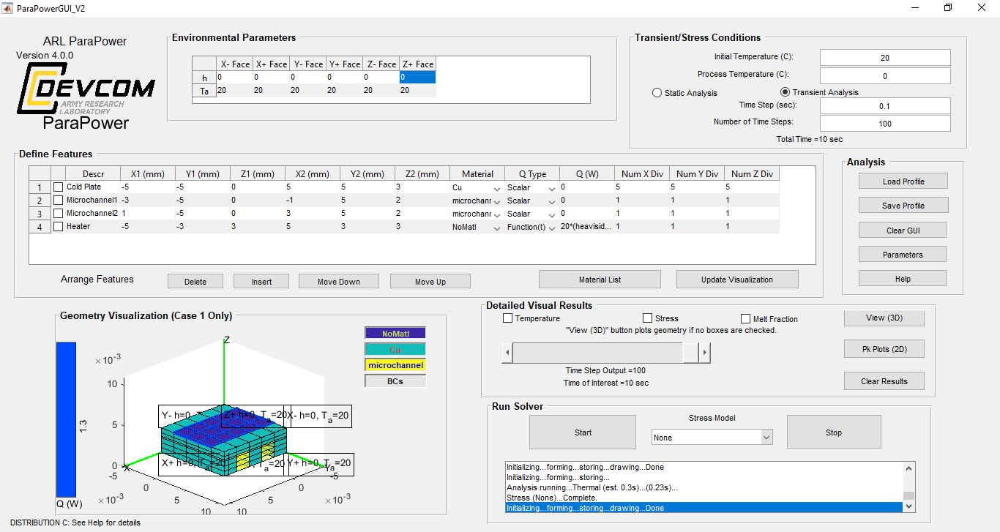 ParaPowerGUI_V2
ARL ParaPower
Version 4.0.0
DEVCOM
ARMY RESEARCH
LABORATORY
ParaPower
Environmental Parameters
X- Face X+ Face Y- Face Y+ Face Z- Face Z+ Face
h 0 0 0 0 0 0
Ta 20 20 20 20 20 20
Transient/Stress Conditions
Initial Temperature (C): 20
Process Temperature (C): 0
Static Analysis Transient Analysis
Time Step (sec): 0.1
Number of Time Steps: 100
Total Time =10 sec
Define Features
Descr X1 (mm) Y1 (mm) Z1 (mm) X2 (mm) Y2 (mm) Z2 (mm) Material Q Type Q (W) Num X Div Num Y Div Num Z Div
1 Cold Plate -5 -5 0 5 5 3 Cu Scalar 0 5 5 5
2 Microchannel1 -3 -5 0 -1 5 2 microchanr Scalar 0 1 1 1
3 Microchannel2 1 -5 0 3 5 2 microchanr Scalar 0 1 1 1
4 Heater -5 -3 3 5 3 3 NoMatl Function(t) 20*(heavisid... 1 1 1
Arrange Features Delete Insert Move Down Move Up Material List Update Visualization
Analysis
Load Profile
Save Profile
Clear GUI
Parameters
Help
Geometry Visualization (Case 1 Only)
NoMatl
Cu
microchannel
BCs
Z
×10-3
10
5
0
Y- h=0, Z+ h=0, Ta=20 X- h=0, Ta=20
X+ h=0, Ta=20 Ta=20 Y+ h=0, Ta=20
X
-5
0
5
10
×10-3
10
5
0
-5
×10-3
1.3
Q (W)
DISTRIBUTION C: See Help for details
Detailed Visual Results
Temperature Stress Melt Fraction
"View (3D)" button plots geometry if no boxes are checked.
Time Step Output =100
Time of Interest =10 sec
View (3D)
Pk Plots (2D)
Clear Results
Run Solver
Start
Stress Model
None
Stop
Initializing...forming...storing...drawing...Done
Initializing...forming...storing...
Analysis running...Thermal (est. 0.3s)...(0.23s)...
Stress (None)...Complete.
Initializing...forming...storing...drawing...Done